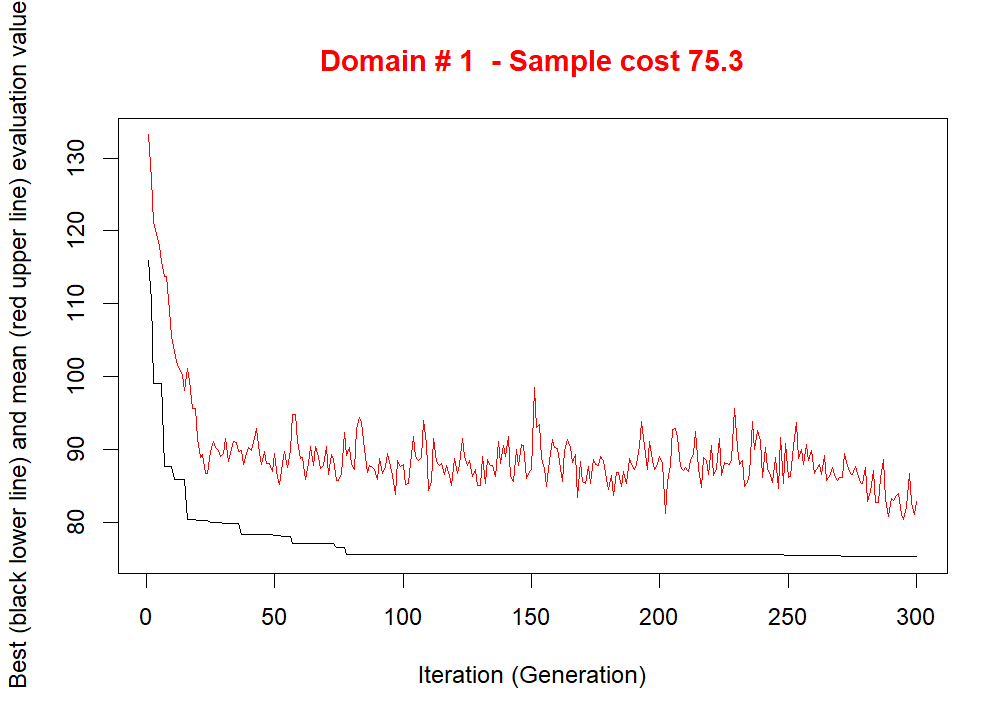 Domain # 1 - Sample cost 75.3
Best (black lower line) and mean (red upper line) evaluation value
130
120
110
100
90
80
0 50 100 150 200 250 300
Iteration (Generation)